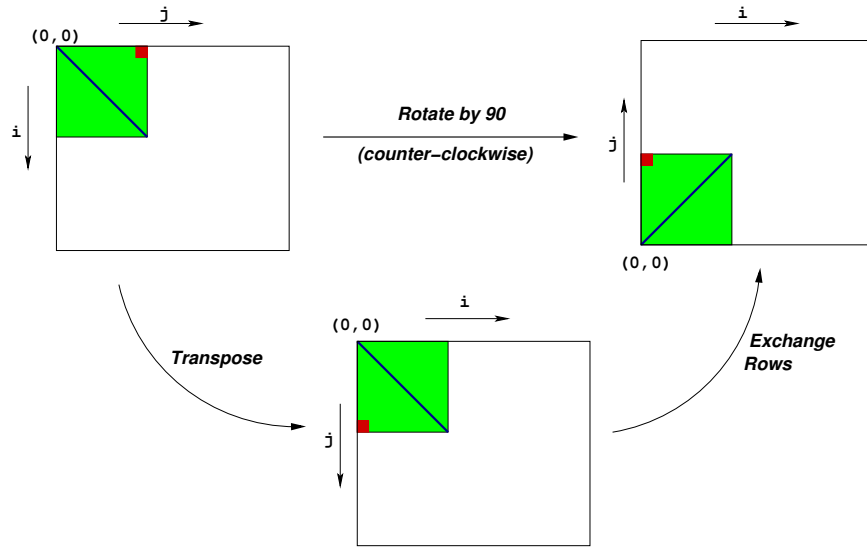 j
i
(0,0)
i
Rotate by 90
(counter−clockwise)
j
(0,0)
i
(0,0)
Transpose
Exchange
Rows
j